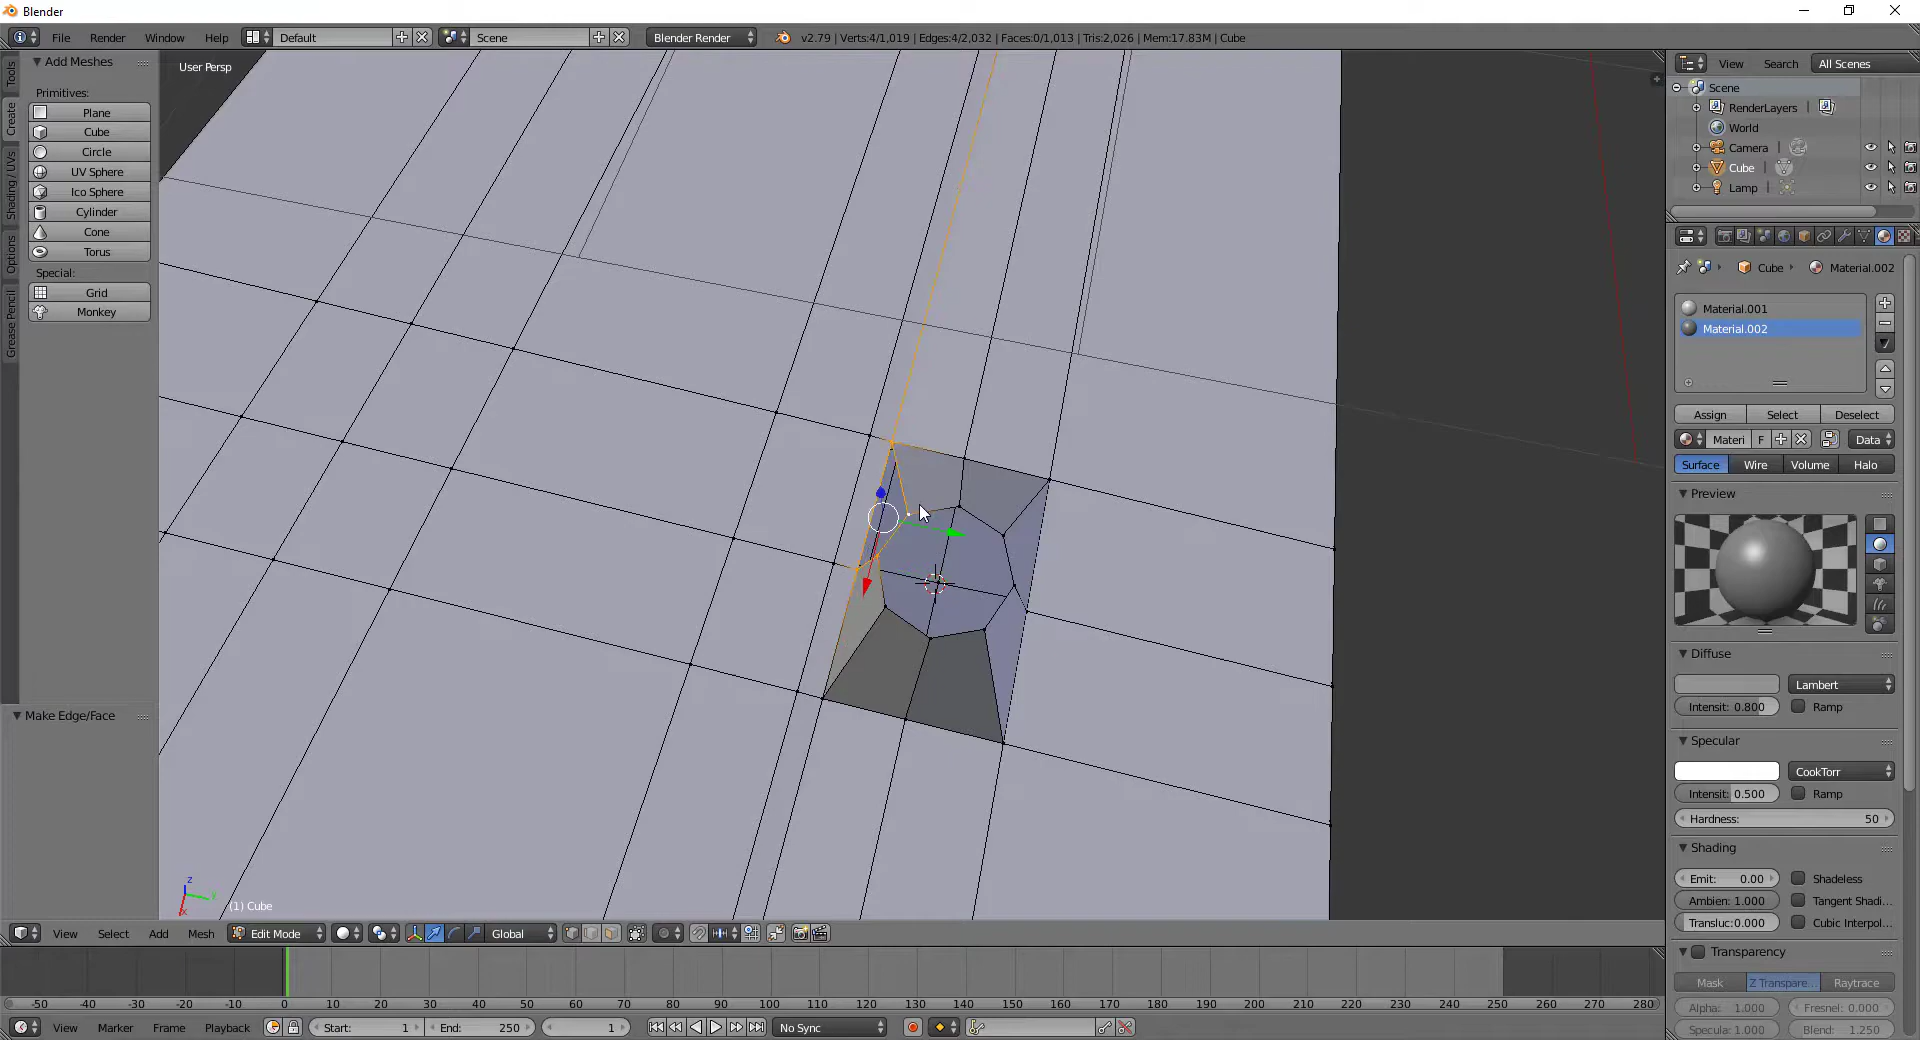 Blender
File Render Window Help Default Scene Blender Render v2.79 | Verts:4/1,019 | Edges:4/2,032 | Faces:0/1,013 | Tris:2,026 | Mem:17.83M | Cube
Tools
Create
Shading / UVs
Options
Grease Pencil
Add Meshes
Primitives:
Plane
Cube
Circle
UV Sphere
Ico Sphere
Cylinder
Cone
Torus
Special:
Grid
Monkey
Make Edge/Face
User Persp
(1) Cube
z
Y
x
View Select Add Mesh Edit Mode Global
-50 -40 -30 -20 -10 0 10 20 30 40 50 60 70 80 90 100 110 120 130 140 150 160 170 180 190 200 210 220 230 240 250 260 270 280
View Marker Frame Playback Start: 1 End: 250 1 No Sync
View Search All Scenes
Scene
RenderLayers |
World
Camera |
Cube |
Lamp |
Cube Material.002
Material.001
Material.002
Assign Select Deselect
Materi F Data
Surface Wire Volume Halo
Preview
Diffuse
Lambert
Intensit: 0.800 Ramp
Specular
CookTorr
Intensit: 0.500 Ramp
Hardness: 50
Shading
Emit: 0.00 Shadeless
Ambien: 1.000 Tangent Shadi...
Transluc:0.000 Cubic Interpol...
Transparency
Mask Z Transpare... Raytrace
Alpha: 1.000 Fresnel: 0.000
Specula: 1.000 Blend: 1.250